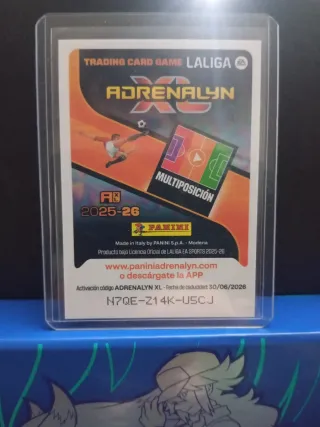 TRADING CARD GAME LALIGA
ADRENALYN
XL
MULTIPOSICIÓN
2025-26
PANINI
Made in Italy by PANINI S.p.A. - Modena
Producto bajo Licencia Oficial de LALIGA EA SPORTS 2025-26
www.paniniadrenalyn.com
o descárgate la APP
Activación código ADRENALYN XL - Fecha de caducidad: 30/06/2026
N7QE-Z14K-U5CJ